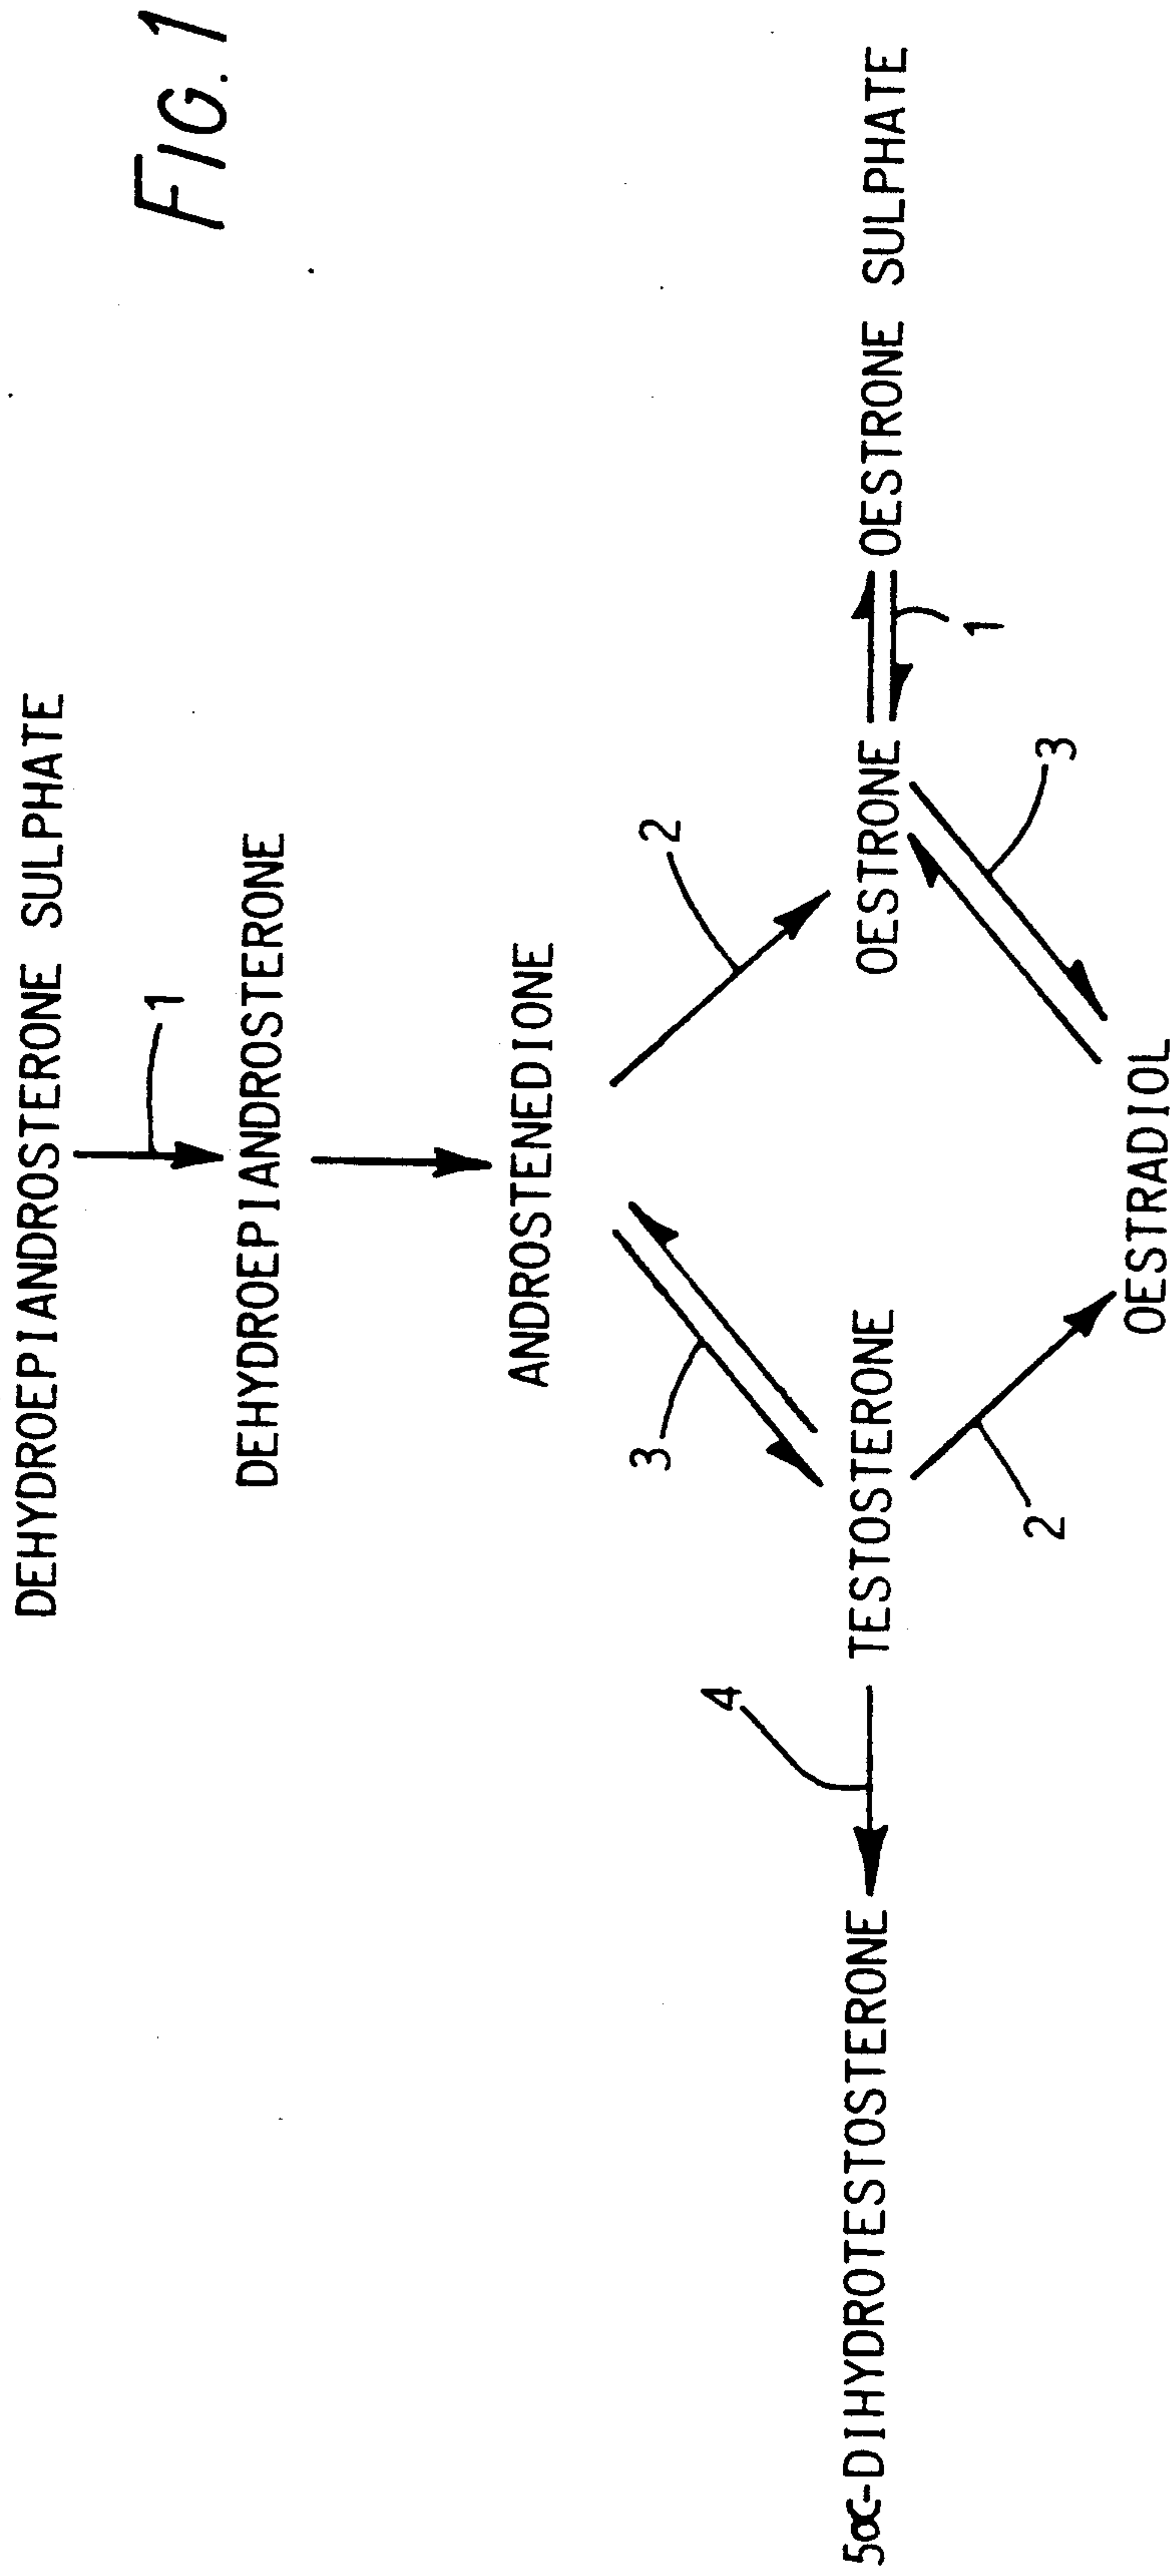 FIG. 1
DEHYDROEPIANDROSTERONE SULPHATE
1
DEHYDROEPIANDROSTERONE
ANDROSTENEDIONE
3
2
4
5α-DIHYDROTESTOSTERONE
TESTOSTERONE
OESTRONE
OESTRONE SULPHATE
1
2
3
OESTRADIOL